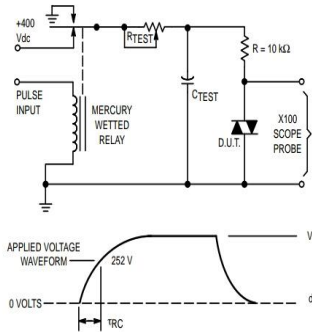 +400
Vdc
RTEST
R = 10 kΩ
CTEST
PULSE
INPUT
MERCURY
WETTED
RELAY
D.U.T.
X100
SCOPE
PROBE
APPLIED VOLTAGE
WAVEFORM
252 V
0 VOLTS
τRC
V
d